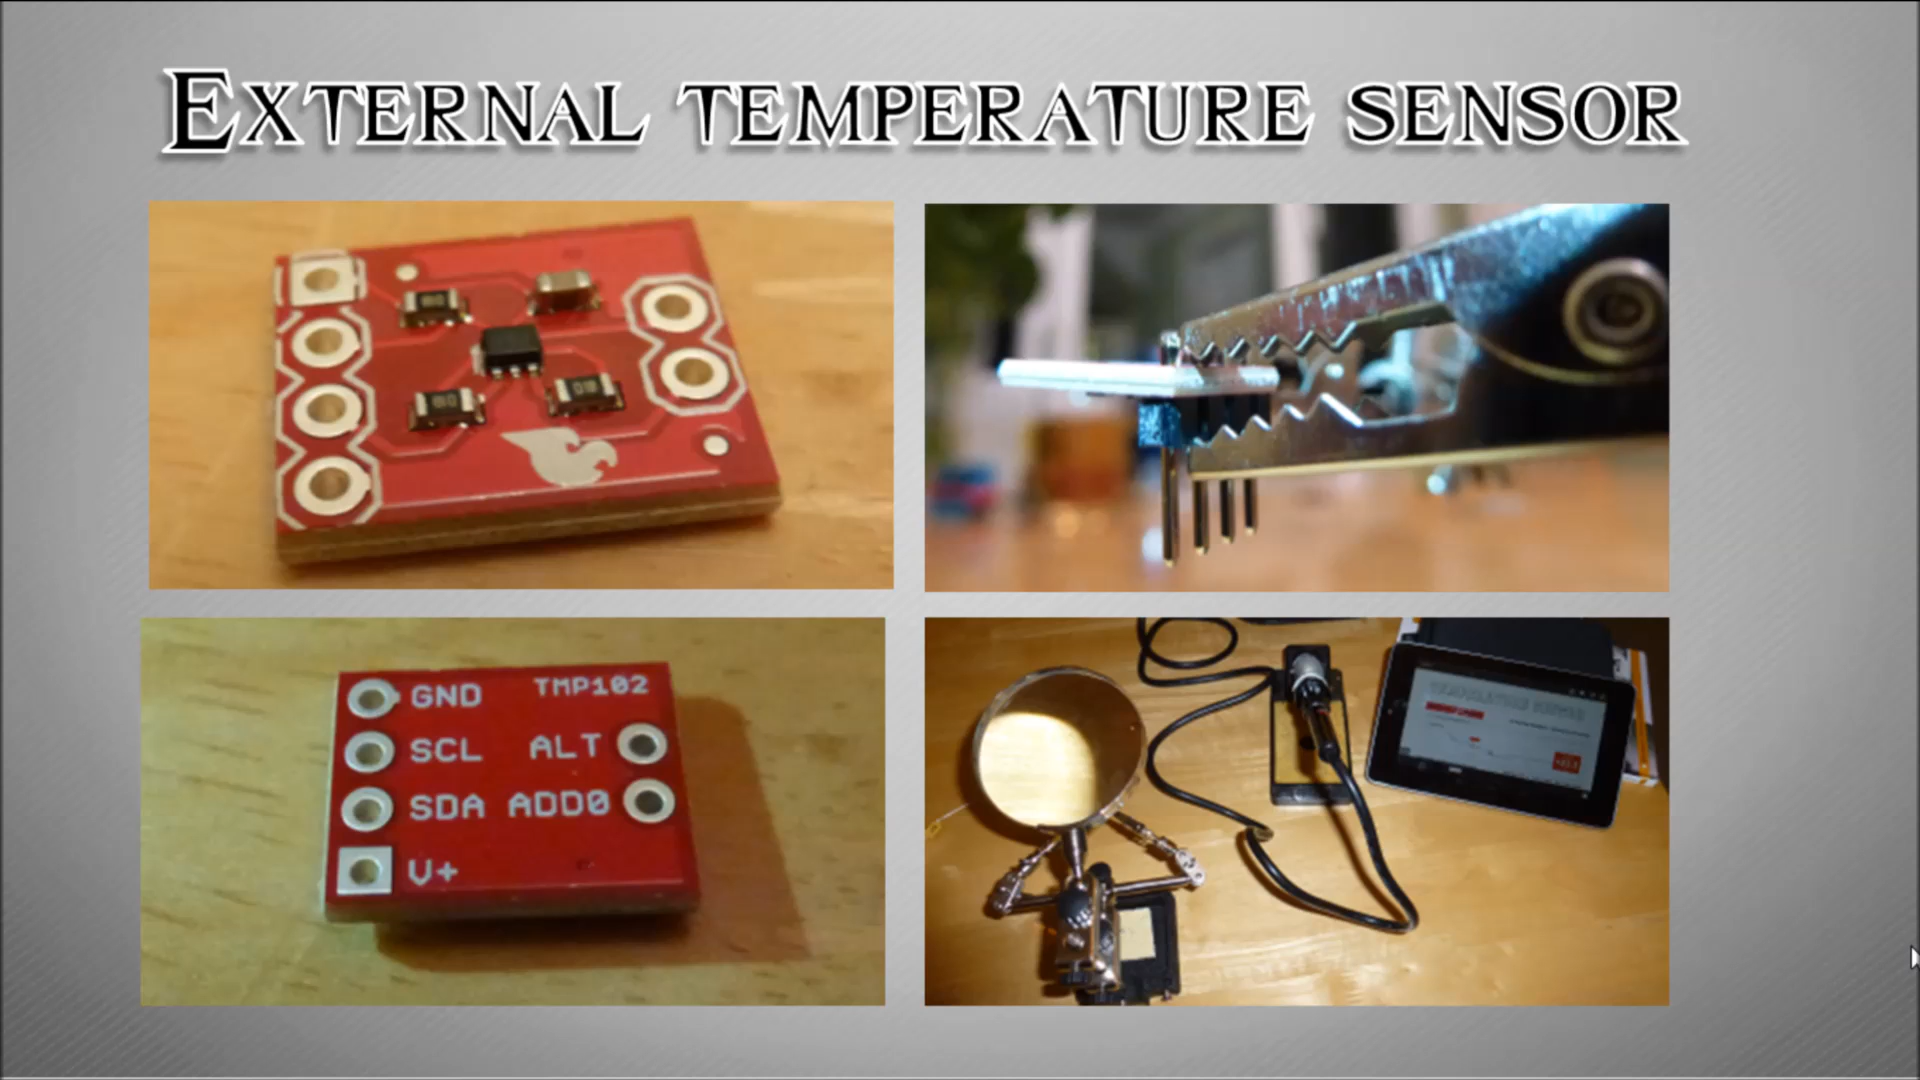 External temperature sensor
GND TMP102
SCL ALT
SDA ADD0
V+